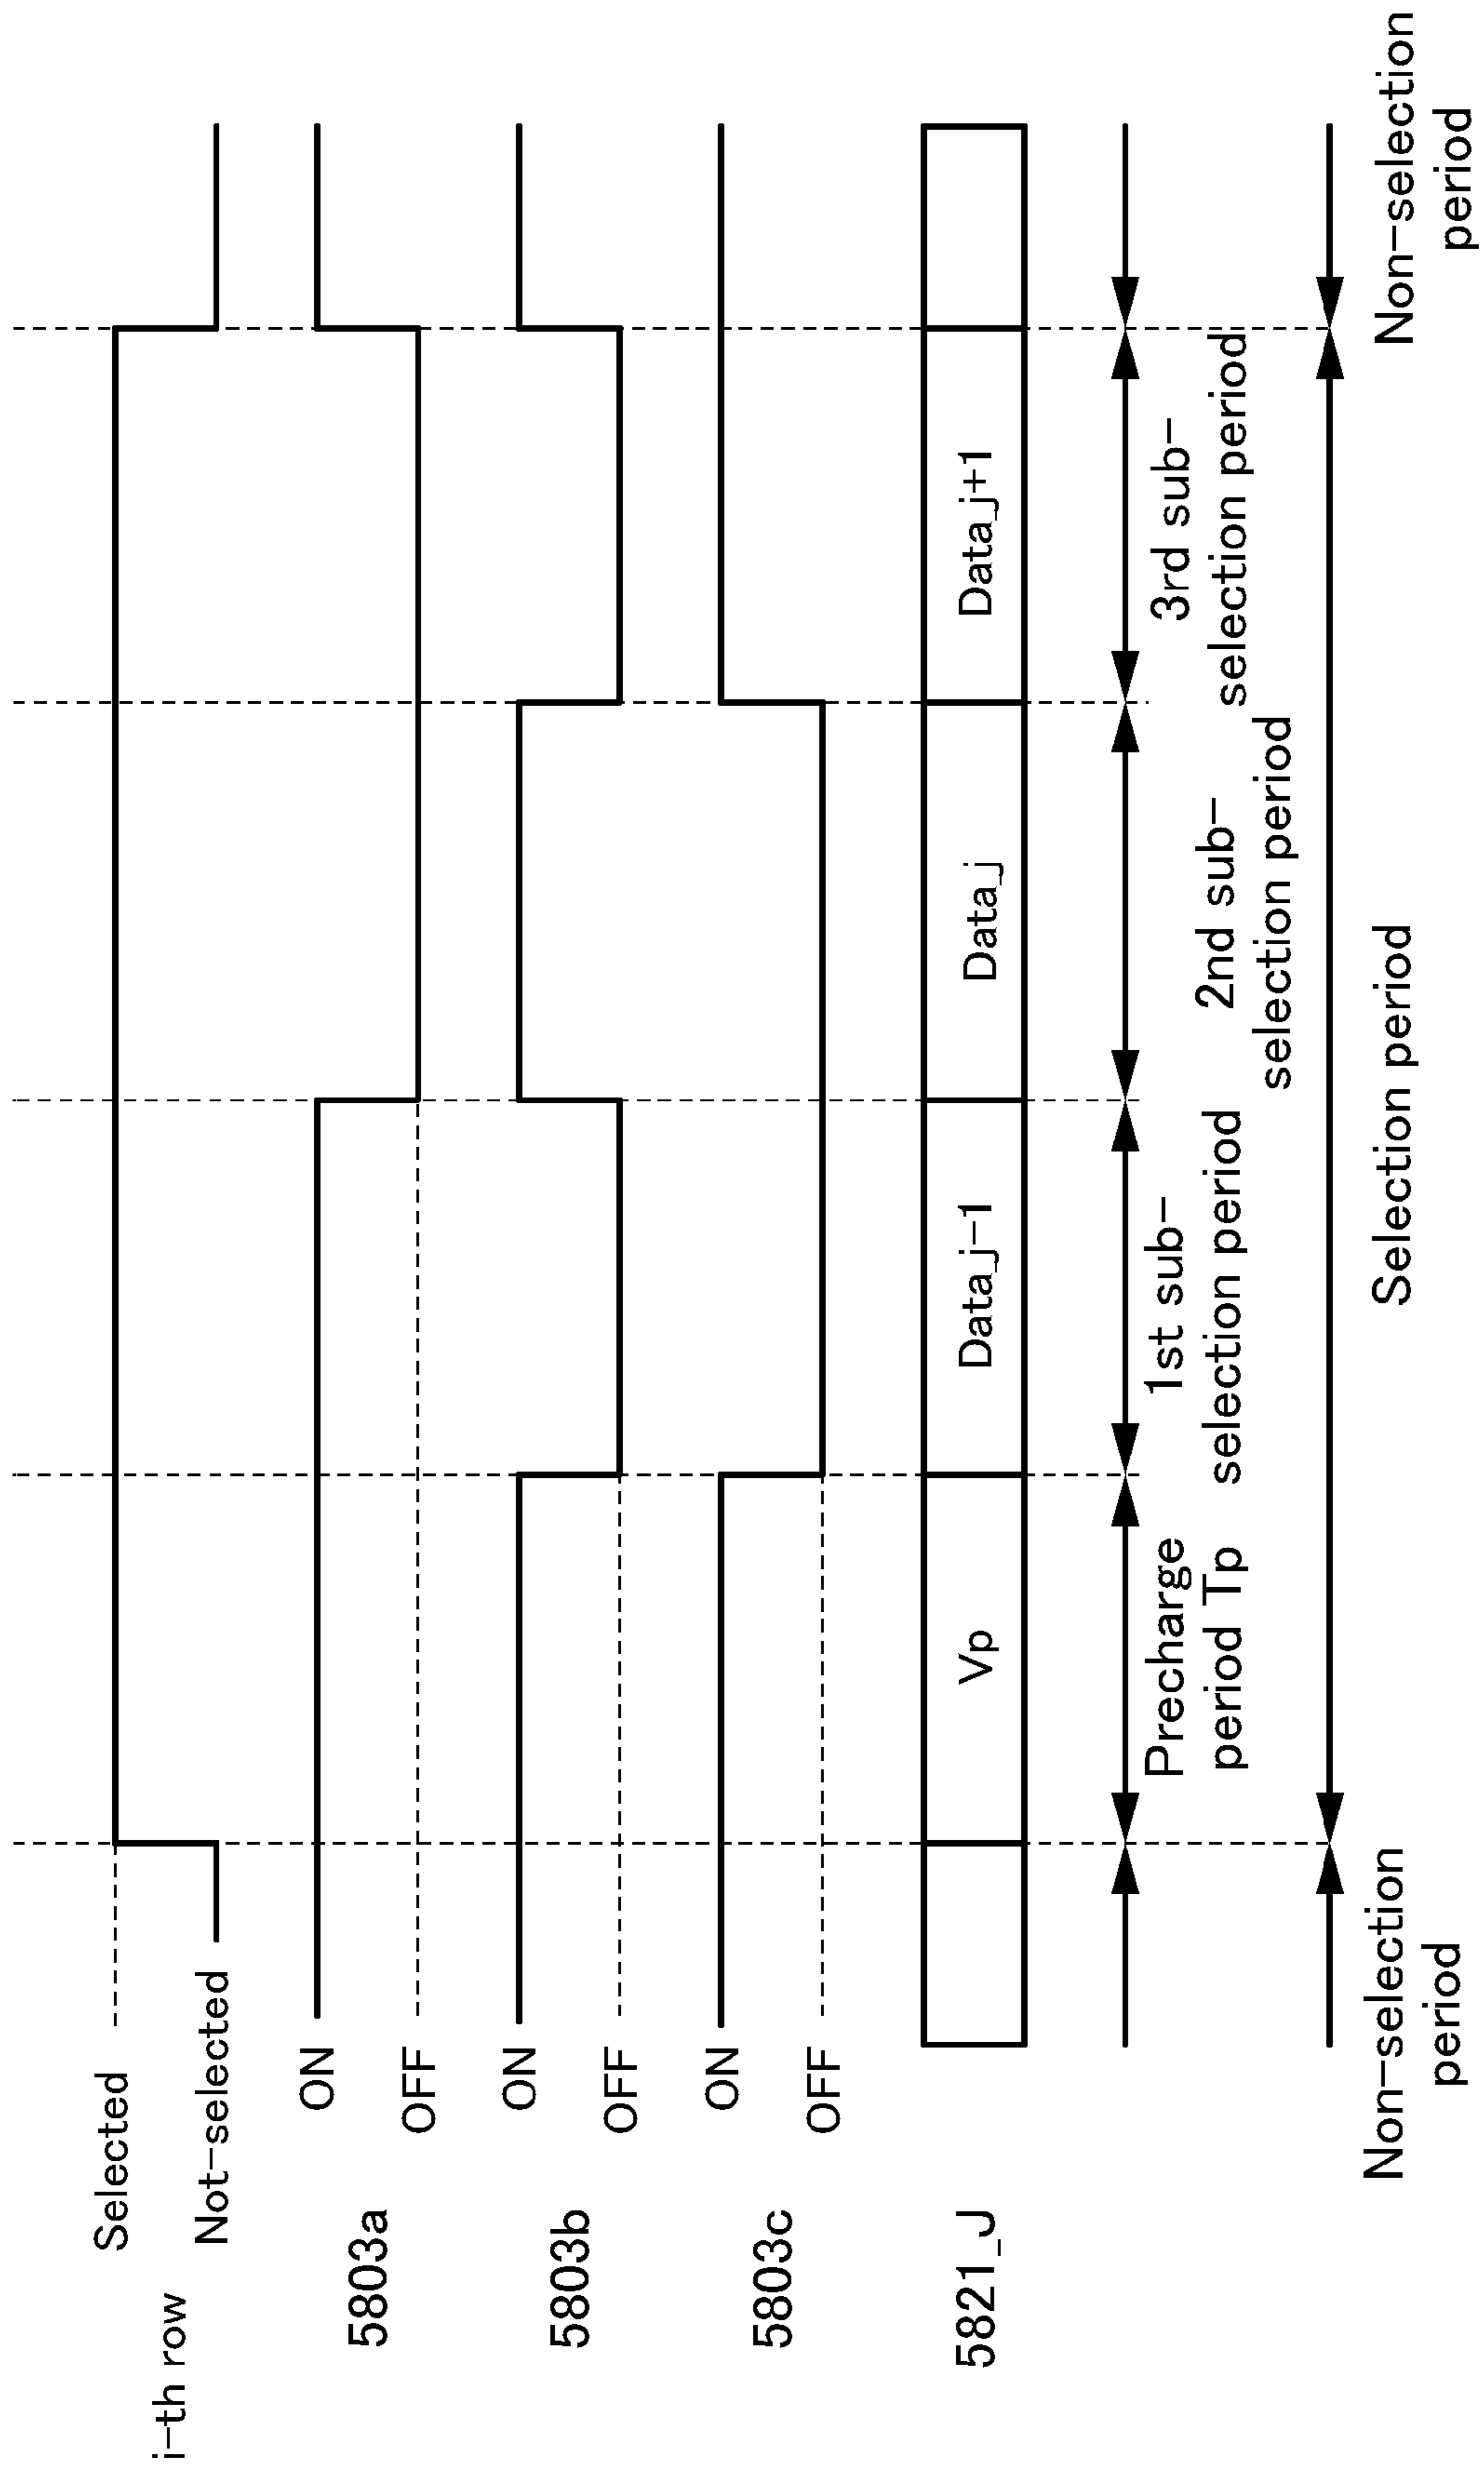 i-th row
Selected
Not-selected
5803a
ON
OFF
5803b
ON
OFF
5803c
ON
OFF
5821_J
Vp
Data_j-1
Data_j
Data_j+1
Precharge
period Tp
1st sub-
selection period
2nd sub-
selection period
3rd sub-
selection period
Non-selection
period
Selection period
Non-selection
period